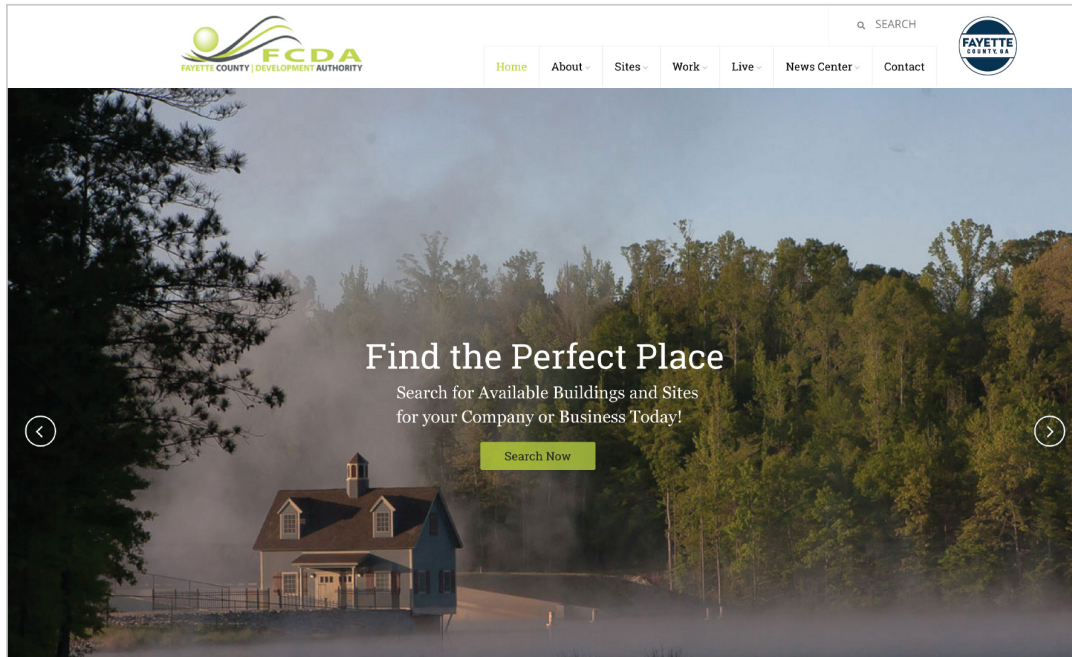 FCDA
FAYETTE COUNTY | DEVELOPMENT AUTHORITY
SEARCH
FAYETTE
COUNTY, GA
Home About Sites Work Live News Center Contact
Find the Perfect Place
Search for Available Buildings and Sites
for your Company or Business Today!
Search Now